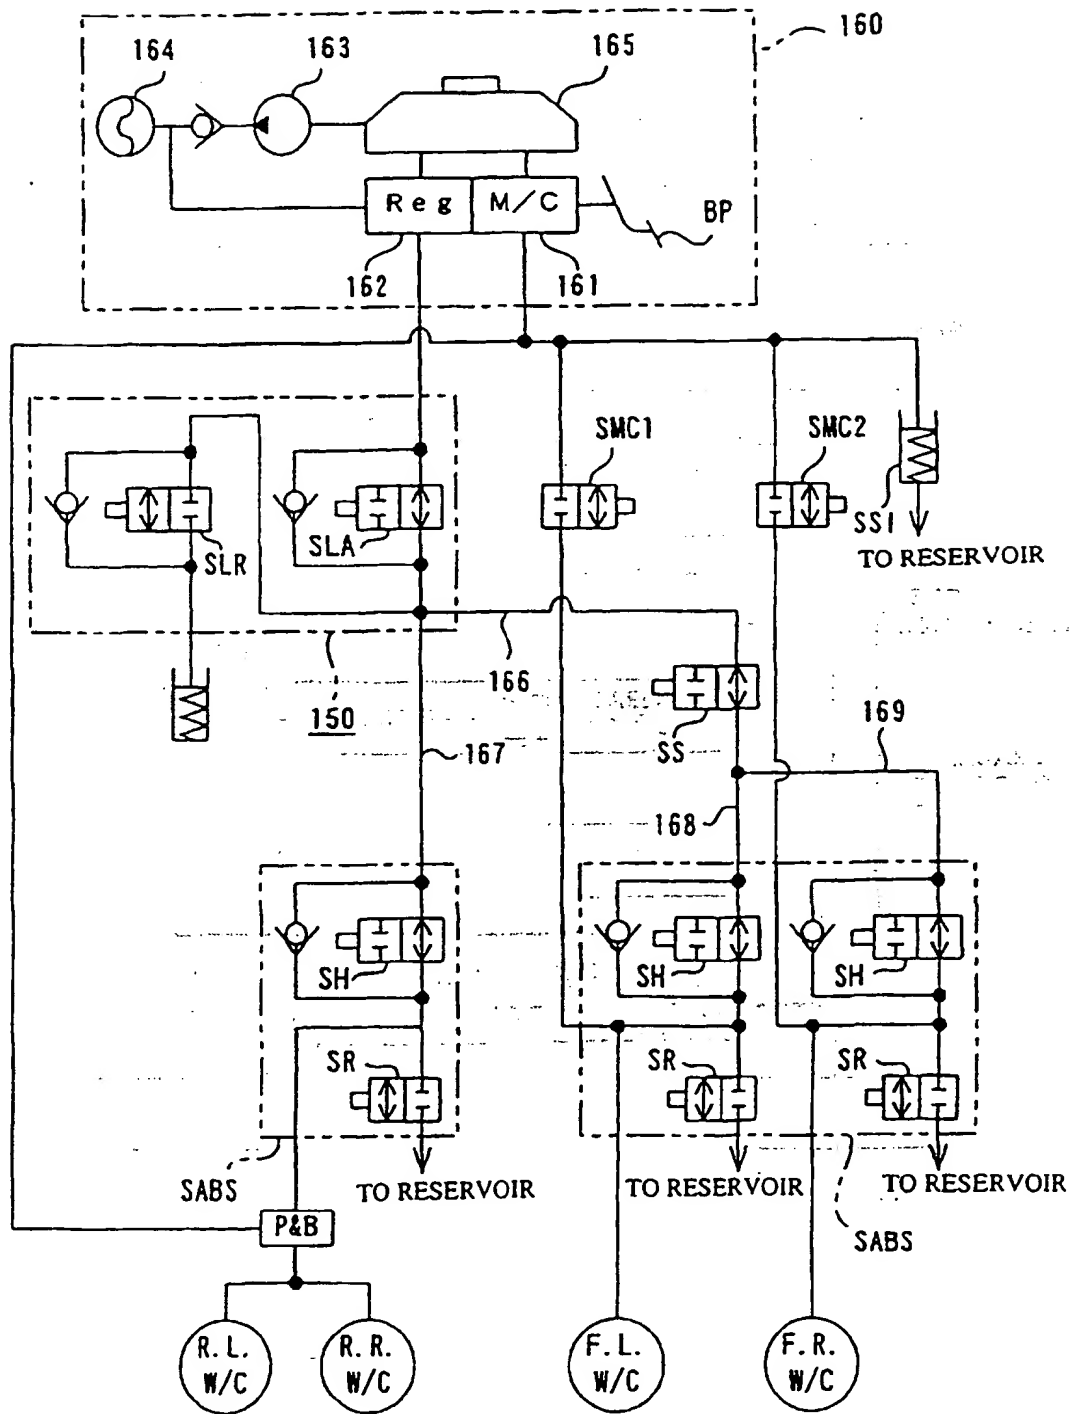 160
164
163
165
Reg
M/C
BP
162
161
SMC1
SMC2
SLR
SLA
SS1
TO RESERVOIR
150
166
SS
169
167
168
SH
SH
SH
SR
SR
SR
SABS
TO RESERVOIR
TO RESERVOIR
TO RESERVOIR
P&B
SABS
R.L.
W/C
R.R.
W/C
F.L.
W/C
F.R.
W/C